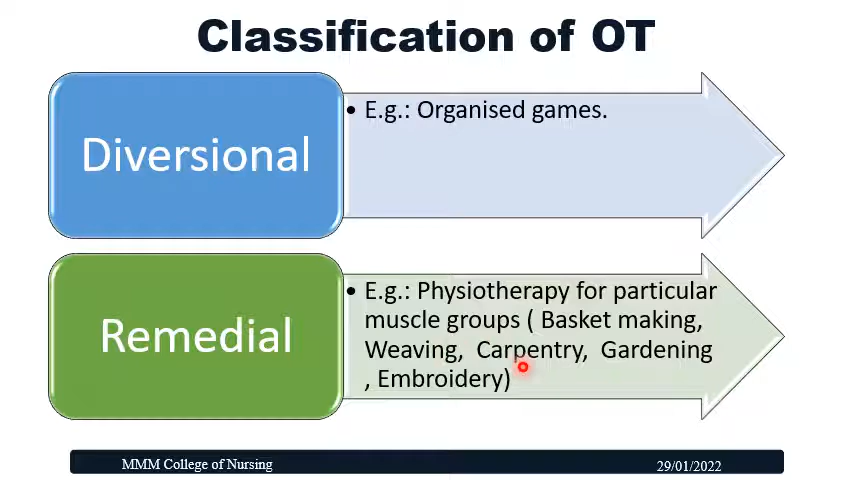 Classification of OT
Diversional
• E.g.: Organised games.
Remedial
• E.g.: Physiotherapy for particular
muscle groups ( Basket making,
Weaving, Carpentry, Gardening
, Embroidery)
MMM College of Nursing
29/01/2022